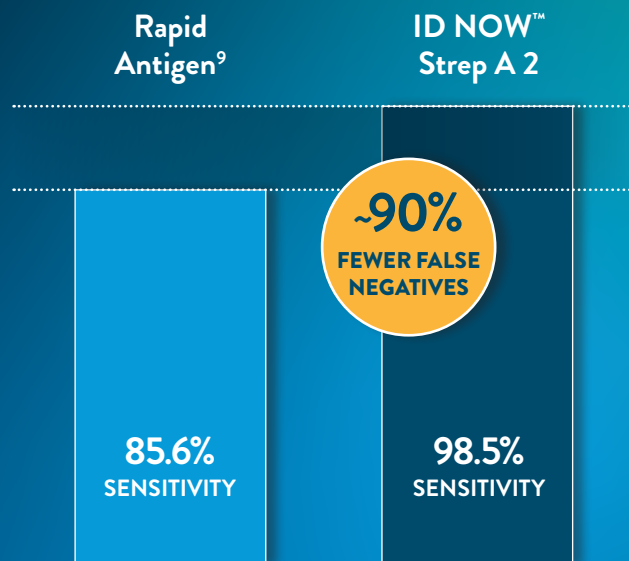 Rapid
Antigen⁹
ID NOW™
Strep A 2
~90%
FEWER FALSE
NEGATIVES
85.6%
SENSITIVITY
98.5%
SENSITIVITY